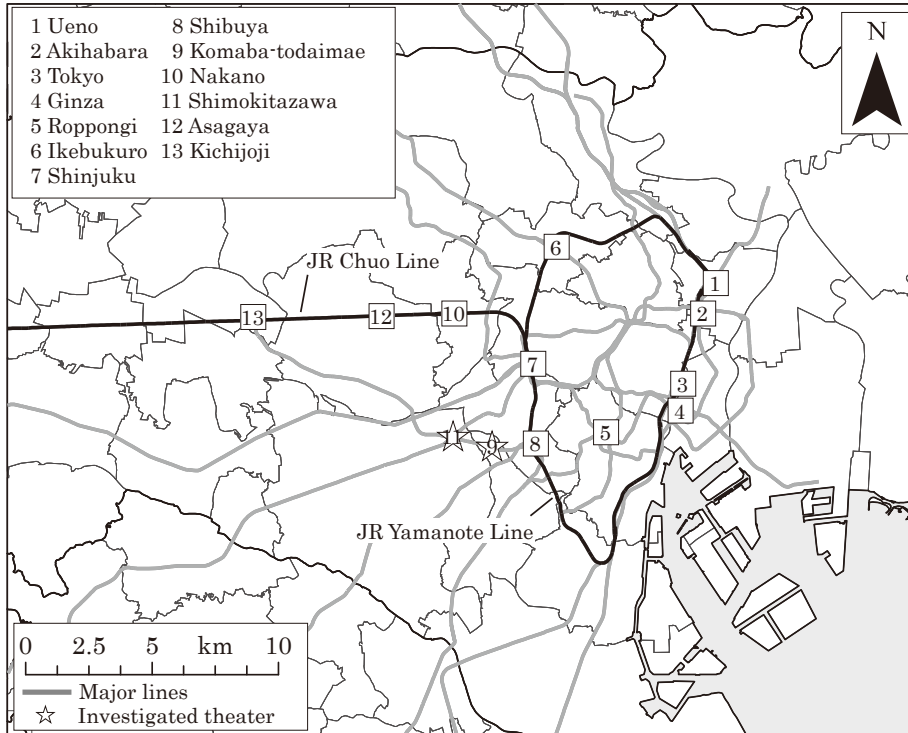 1 Ueno
2 Akihabara
3 Tokyo
4 Ginza
5 Roppongi
6 Ikebukuro
7 Shinjuku
8 Shibuya
9 Komaba-todaimae
10 Nakano
11 Shimokitazawa
12 Asagaya
13 Kichijoji
N
6
JR Chuo Line
1
13
12
10
2
7
3
4
11
9
8
5
JR Yamanote Line
0 2.5 5 km 10
Major lines
Investigated theater